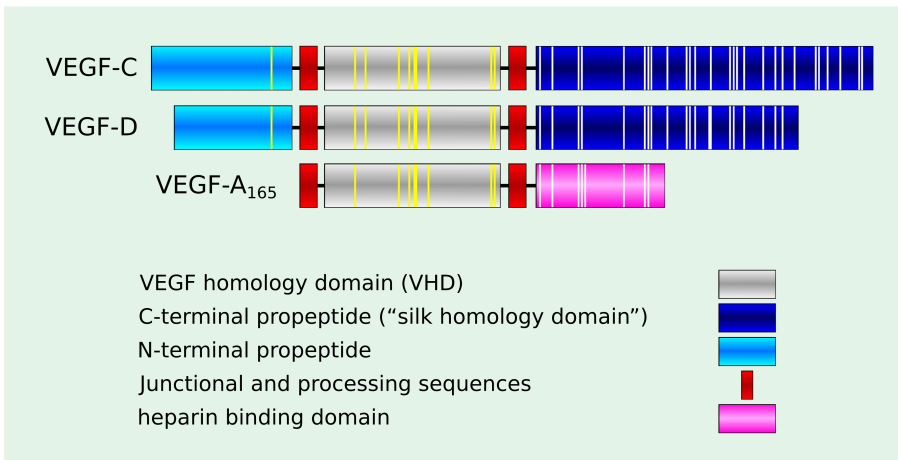 VEGF-C
VEGF-D
VEGF-A₁₆₅
VEGF homology domain (VHD)
C-terminal propeptide (“silk homology domain”)
N-terminal propeptide
Junctional and processing sequences
heparin binding domain